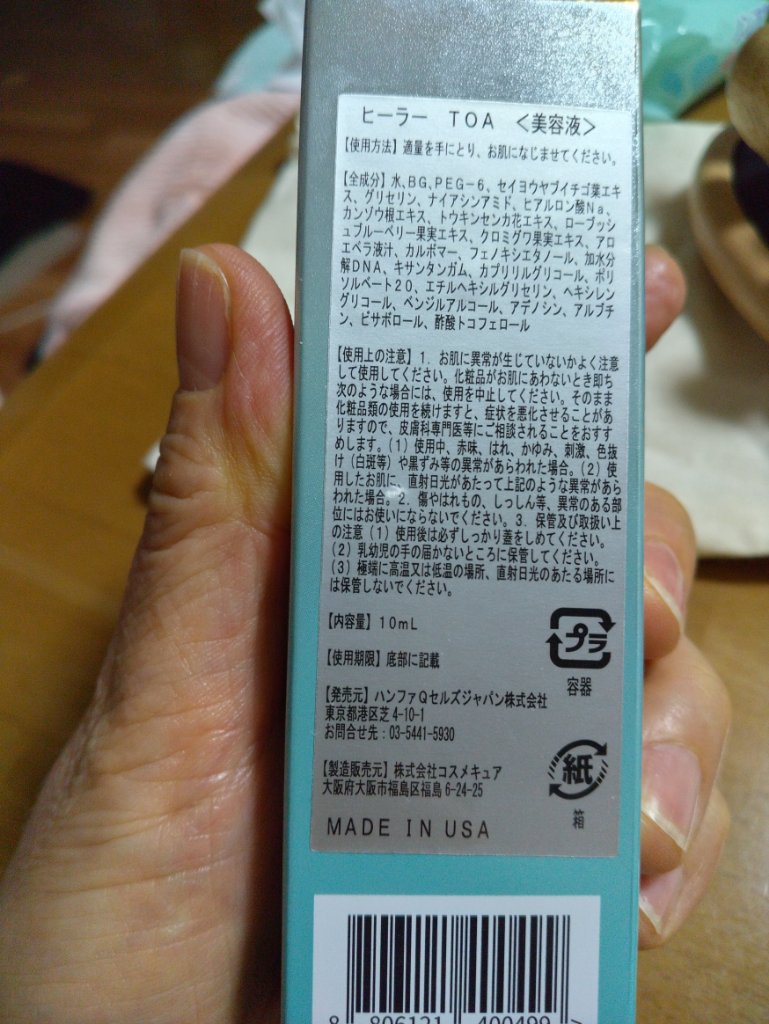 ヒーラー TOA <美容液>
【使用方法】適量を手にとり、お肌になじませてください。
【全成分】水、BG、PEG-6、セイヨウヤブイチゴ葉エキ
ス、グリセリン、ナイアシンアミド、ヒアルロン酸Na、
カンゾウ根エキス、トウキンセンカ花エキス、ローブッシ
ュブルーベリー果実エキス、クロミグワ果実エキス、アロ
エベラ液汁、カルボマー、フェノキシエタノール、加水分
解DNA、キサンタンガム、カプリリルグリコール、ポリ
ソルベート20、エチルヘキシルグリセリン、ヘキシレン
グリコール、ベンジルアルコール、アデノシン、アルブチ
ン、ビサボロール、酢酸トコフェロール
【使用上の注意】1. お肌に異常が生じていないかよく注意
して使用してください。化粧品がお肌にあわないとき即ち
次のような場合には、使用を中止してください。そのまま
化粧品類の使用を続けますと、症状を悪化させることがあ
りますので、皮膚科専門医等にご相談されることをおすす
めします。(1) 使用中、赤味、はれ、かゆみ、刺激、色抜
け(白斑等)や黒ずみ等の異常があらわれた場合。(2) 使
用したお肌に、直射日光があたって上記のような異常があら
われた場合。2. 傷やはれもの、しっしん等、異常のある部
位にはお使いにならないでください。3. 保管及び取扱い上
の注意(1) 使用後は必ずしっかり蓋をしめてください。
(2) 乳幼児の手の届かないところに保管してください。
(3) 極端に高温又は低温の場所、直射日光のあたる場所に
は保管しないでください。
【内容量】10mL
【使用期限】底部に記載
プラ
容器
【発売元】ハンファQセルズジャパン株式会社
東京都港区芝4-10-1
お問合せ先:03-5441-5930
紙
箱
【製造販売元】株式会社コスメキュア
大阪府大阪市福島区福島6-24-25
MADE IN USA
8 806121 400499 >